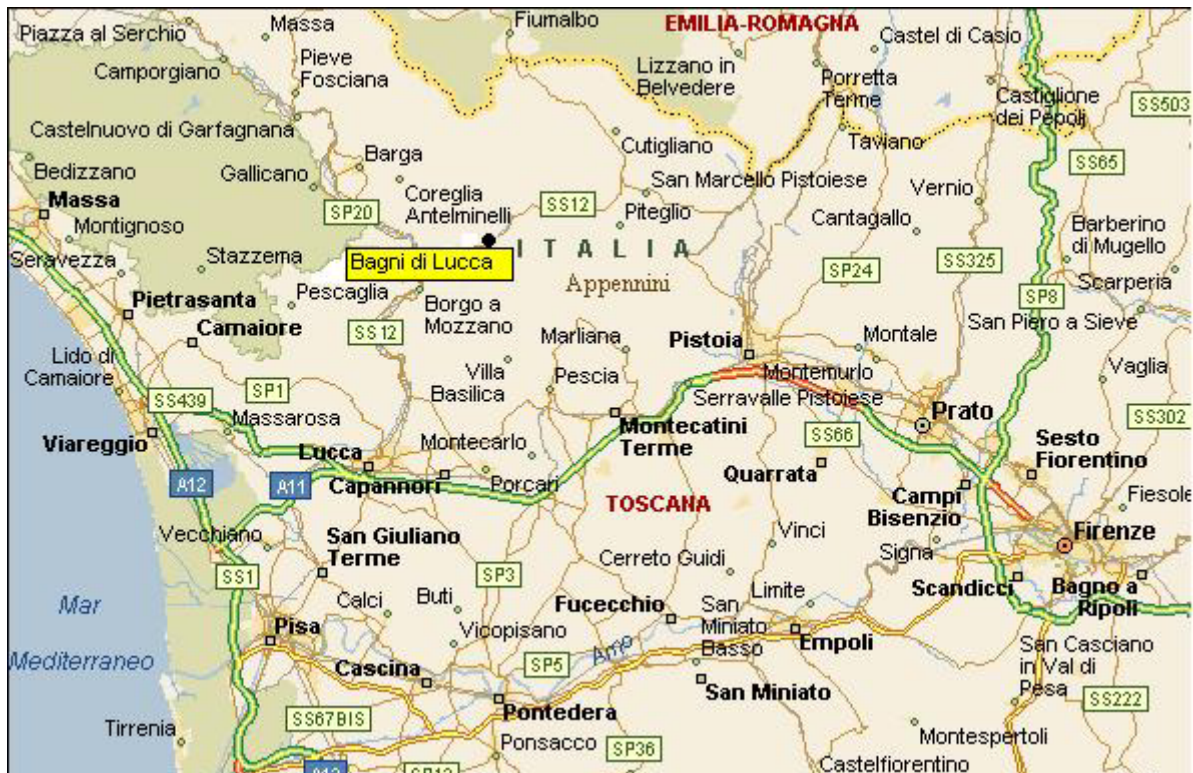 Piazza al Serchio
Massa
Fiumalbo
EMILIA-ROMAGNA
Castel di Casio
Camporgiano
Pieve
Fosciana
Lizzano in
Belvedere
Porretta
Terme
Castiglione
dei Pepoli
SS503
Castelnuovo di Garfagnana
Cutigliano
Taviano
SS65
Bedizzano
Gallicano
Barga
San Marcello Pistoiese
Vernio
Massa
Montignoso
SP20
Coreglia
Antelminelli
SS12
Piteglio
Cantagallo
Barberino
di Mugello
Seravezza
Stazzema
Bagni di Lucca
ITALIA
Appennini
SP24
SS325
Scarperia
Pietrasanta
Pescaglia
Borgo a
Mozzano
SP8
San Piero a Sieve
Camaiore
SS12
Marliana
Pistoia
Montale
Lido di
Camaiore
Villa
Basilica
Pescia
Montemurlo
Vaglia
SS439
SP1
Serravalle Pistoiese
Prato
SS302
Massarosa
Montecatini
Terme
SS66
Viareggio
Lucca
Montecarlo
Sesto
Fiorentino
A12
A11
Capannori
Porcari
Quarrata
Campi
Bisenzio
Fiesole
TOSCANA
Vecchiano
San Giuliano
Terme
Vinci
Signa
Firenze
SS1
SP3
Cerreto Guidi
Scandicci
Bagno a
Ripoli
Mar
Mediterraneo
Calci
Buti
Fucecchio
San
Miniato
Basso
Limite
Pisa
Vicopisano
Arno
Empoli
San Casciano
in Val di
Pesa
Cascina
SP5
San Miniato
SS222
Tirrenia
SS67BIS
Pontedera
Montespertoli
Ponsacco
SP36
Castelfiorentino